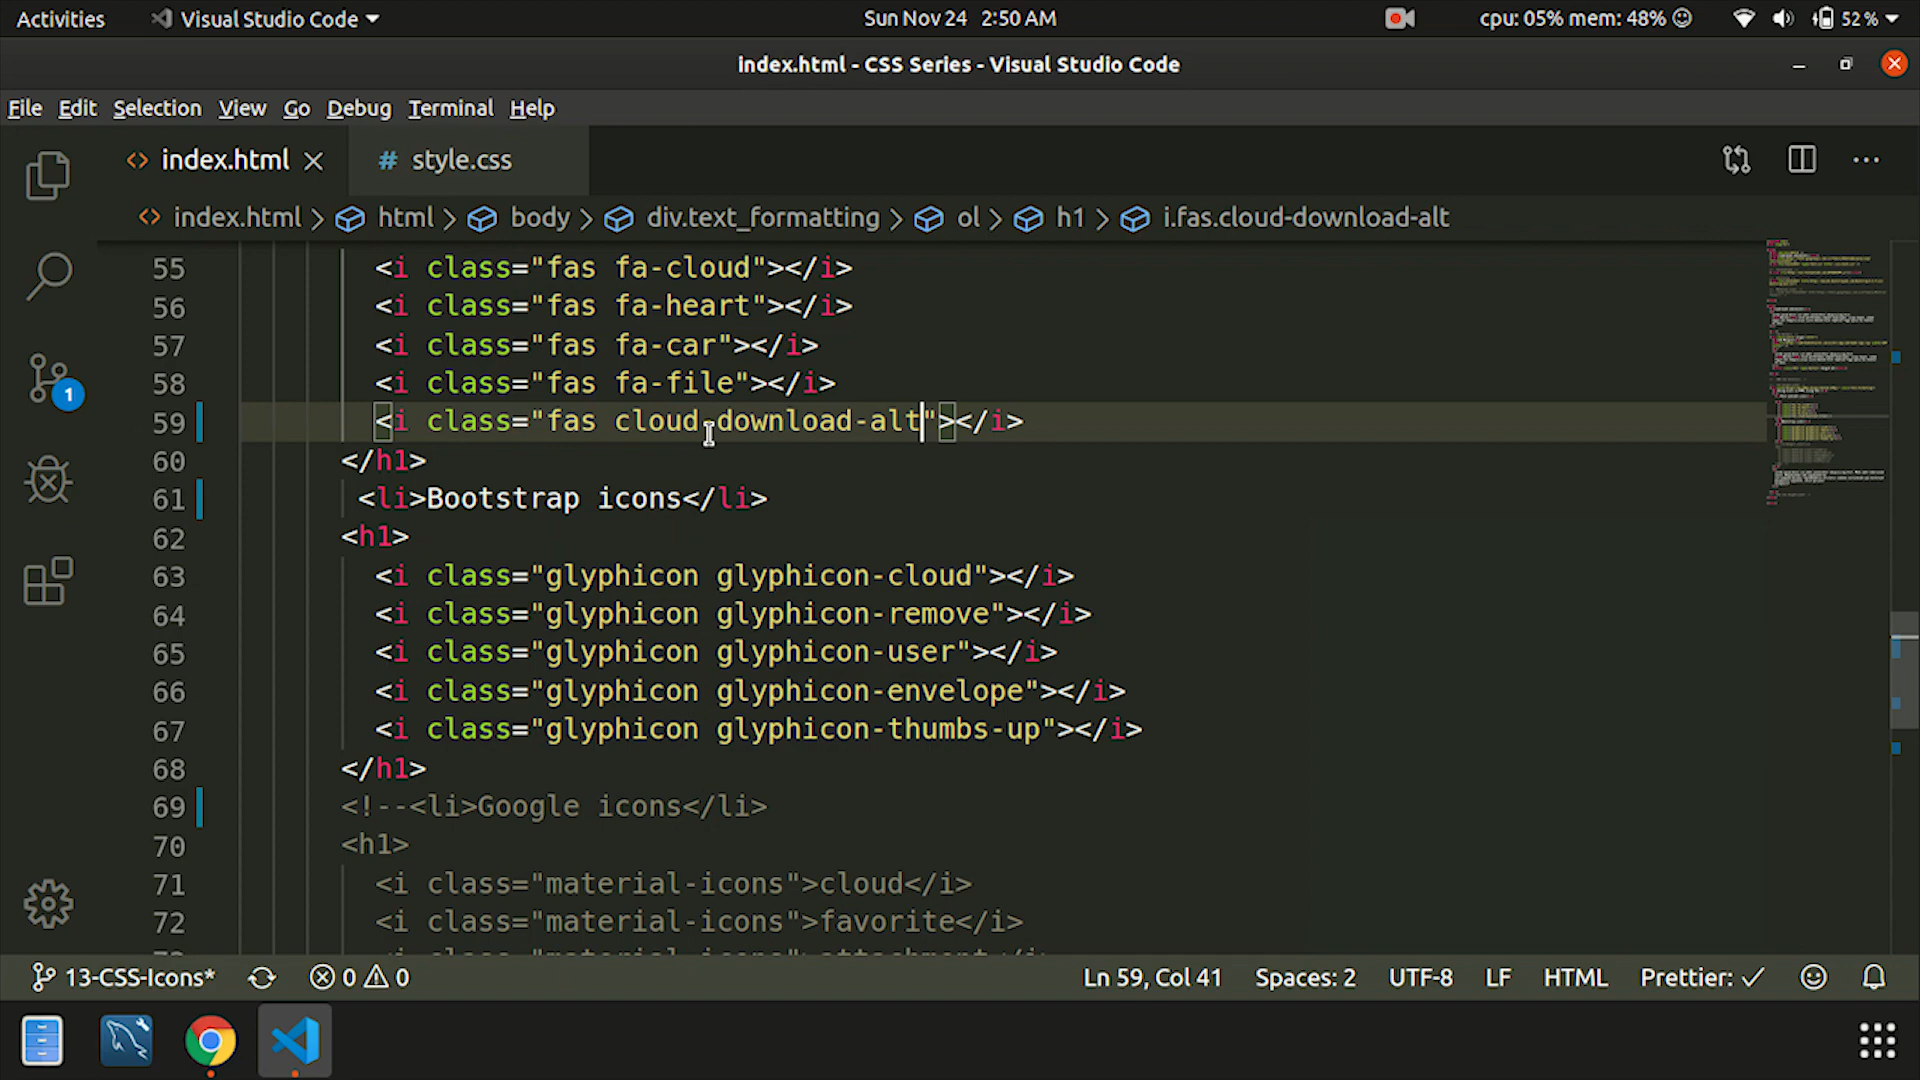 Activities
Visual Studio Code
Sun Nov 24 2:50 AM
cpu: 05% mem: 48%
52 %
index.html - CSS Series - Visual Studio Code
File Edit Selection View Go Debug Terminal Help
index.html
# style.css
index.html > html > body > div.text_formatting > ol > h1 > i.fas.cloud-download-alt
55 <i class="fas fa-cloud"></i>
56 <i class="fas fa-heart"></i>
57 <i class="fas fa-car"></i>
58 <i class="fas fa-file"></i>
59 <i class="fas cloud-download-alt"></i>
60 </h1>
61 <li>Bootstrap icons</li>
62 <h1>
63 <i class="glyphicon glyphicon-cloud"></i>
64 <i class="glyphicon glyphicon-remove"></i>
65 <i class="glyphicon glyphicon-user"></i>
66 <i class="glyphicon glyphicon-envelope"></i>
67 <i class="glyphicon glyphicon-thumbs-up"></i>
68 </h1>
69 <!--<li>Google icons</li>
70 <h1>
71 <i class="material-icons">cloud</i>
72 <i class="material-icons">favorite</i>
1
13-CSS-Icons* 0 0 Ln 59, Col 41 Spaces: 2 UTF-8 LF HTML Prettier: ✓